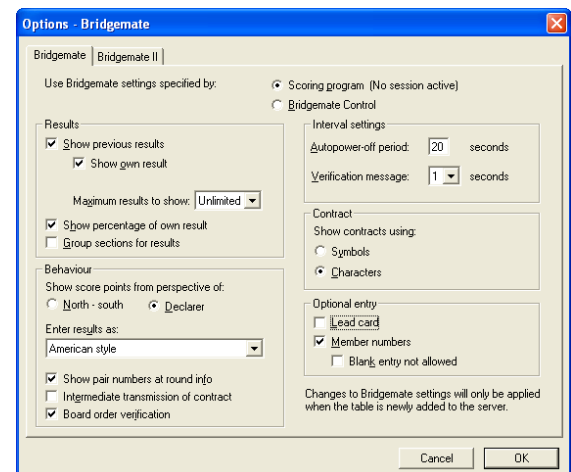 Options - Bridgemate
Bridgemate Bridgemate II
Use Bridgemate settings specified by:
Scoring program (No session active)
Bridgemate Control
Results
Show previous results
Show own result
Maximum results to show: Unlimited
Show percentage of own result
Group sections for results
Behaviour
Show score points from perspective of:
North - south Declarer
Enter results as:
American style
Show pair numbers at round info
Intermediate transmission of contract
Board order verification
Interval settings
Autopower-off period: 20 seconds
Verification message: 1 seconds
Contract
Show contracts using:
Symbols
Characters
Optional entry
Lead card
Member numbers
Blank entry not allowed
Changes to Bridgemate settings will only be applied
when the table is newly added to the server.
Cancel OK